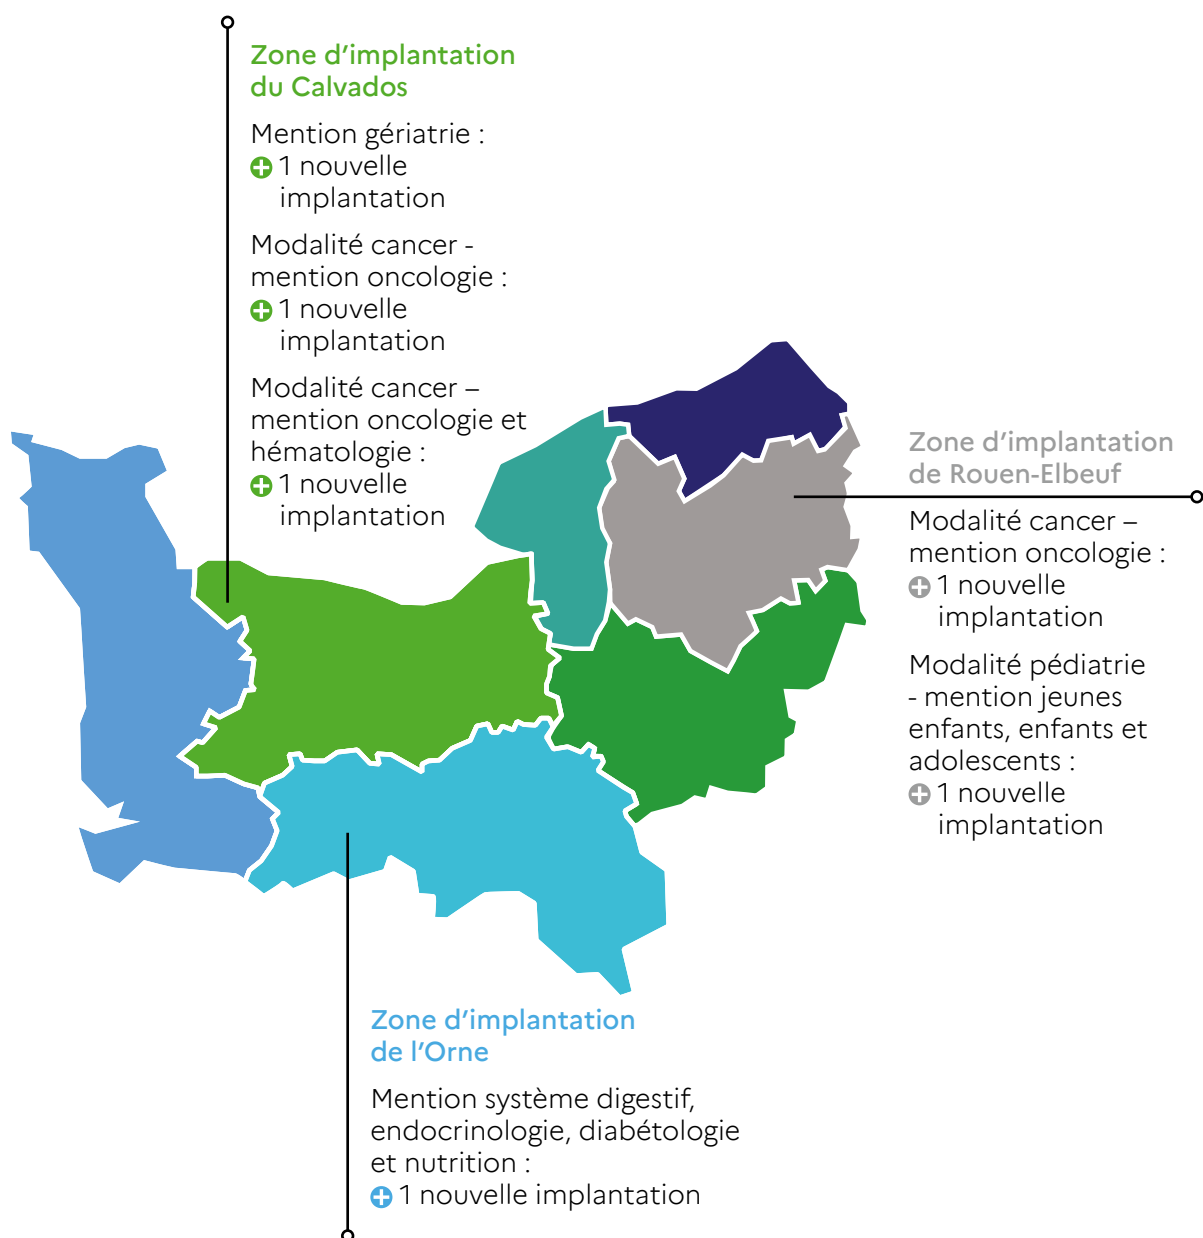 Zone d’implantation
du Calvados
Mention gériatrie :
1 nouvelle
implantation
Modalité cancer -
mention oncologie :
1 nouvelle
implantation
Modalité cancer –
mention oncologie et
hématologie :
1 nouvelle
implantation
Zone d’implantation
de Rouen-Elbeuf
Modalité cancer –
mention oncologie :
1 nouvelle
implantation
Modalité pédiatrie
- mention jeunes
enfants, enfants et
adolescents :
1 nouvelle
implantation
Zone d’implantation
de l’Orne
Mention système digestif,
endocrinologie, diabétologie
et nutrition :
1 nouvelle implantation